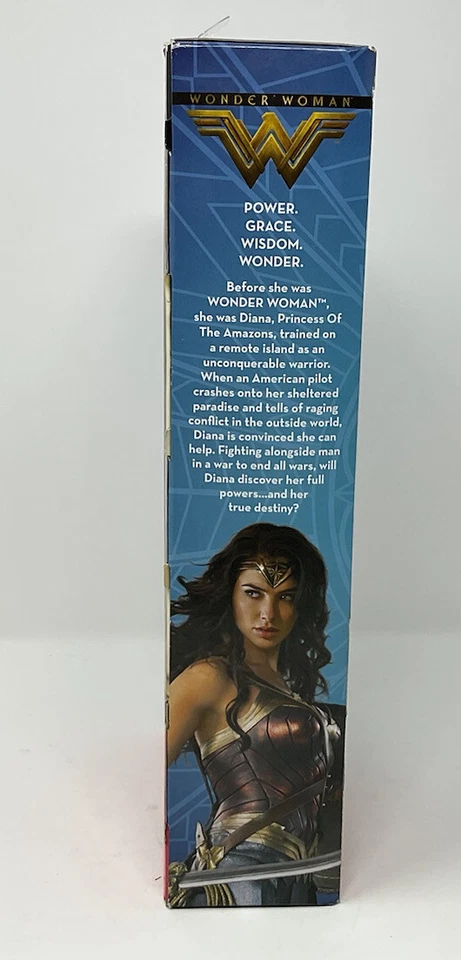 WONDER WOMAN
POWER.
GRACE.
WISDOM.
WONDER.
Before she was
WONDER WOMAN™,
she was Diana, Princess Of
The Amazons, trained on
a remote island as an
unconquerable warrior.
When an American pilot
crashes onto her sheltered
paradise and tells of raging
conflict in the outside world,
Diana is convinced she can
help. Fighting alongside man
in a war to end all wars, will
Diana discover her full
powers...and her
true destiny?